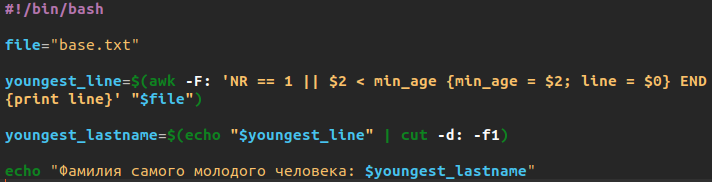 #!/bin/bash

file="base.txt"

youngest_line=$(awk -F: 'NR == 1 || $2 < min_age {min_age = $2; line = $0} END
{print line}' "$file")

youngest_lastname=$(echo "$youngest_line" | cut -d: -f1)

echo "Фамилия самого молодого человека: $youngest_lastname"